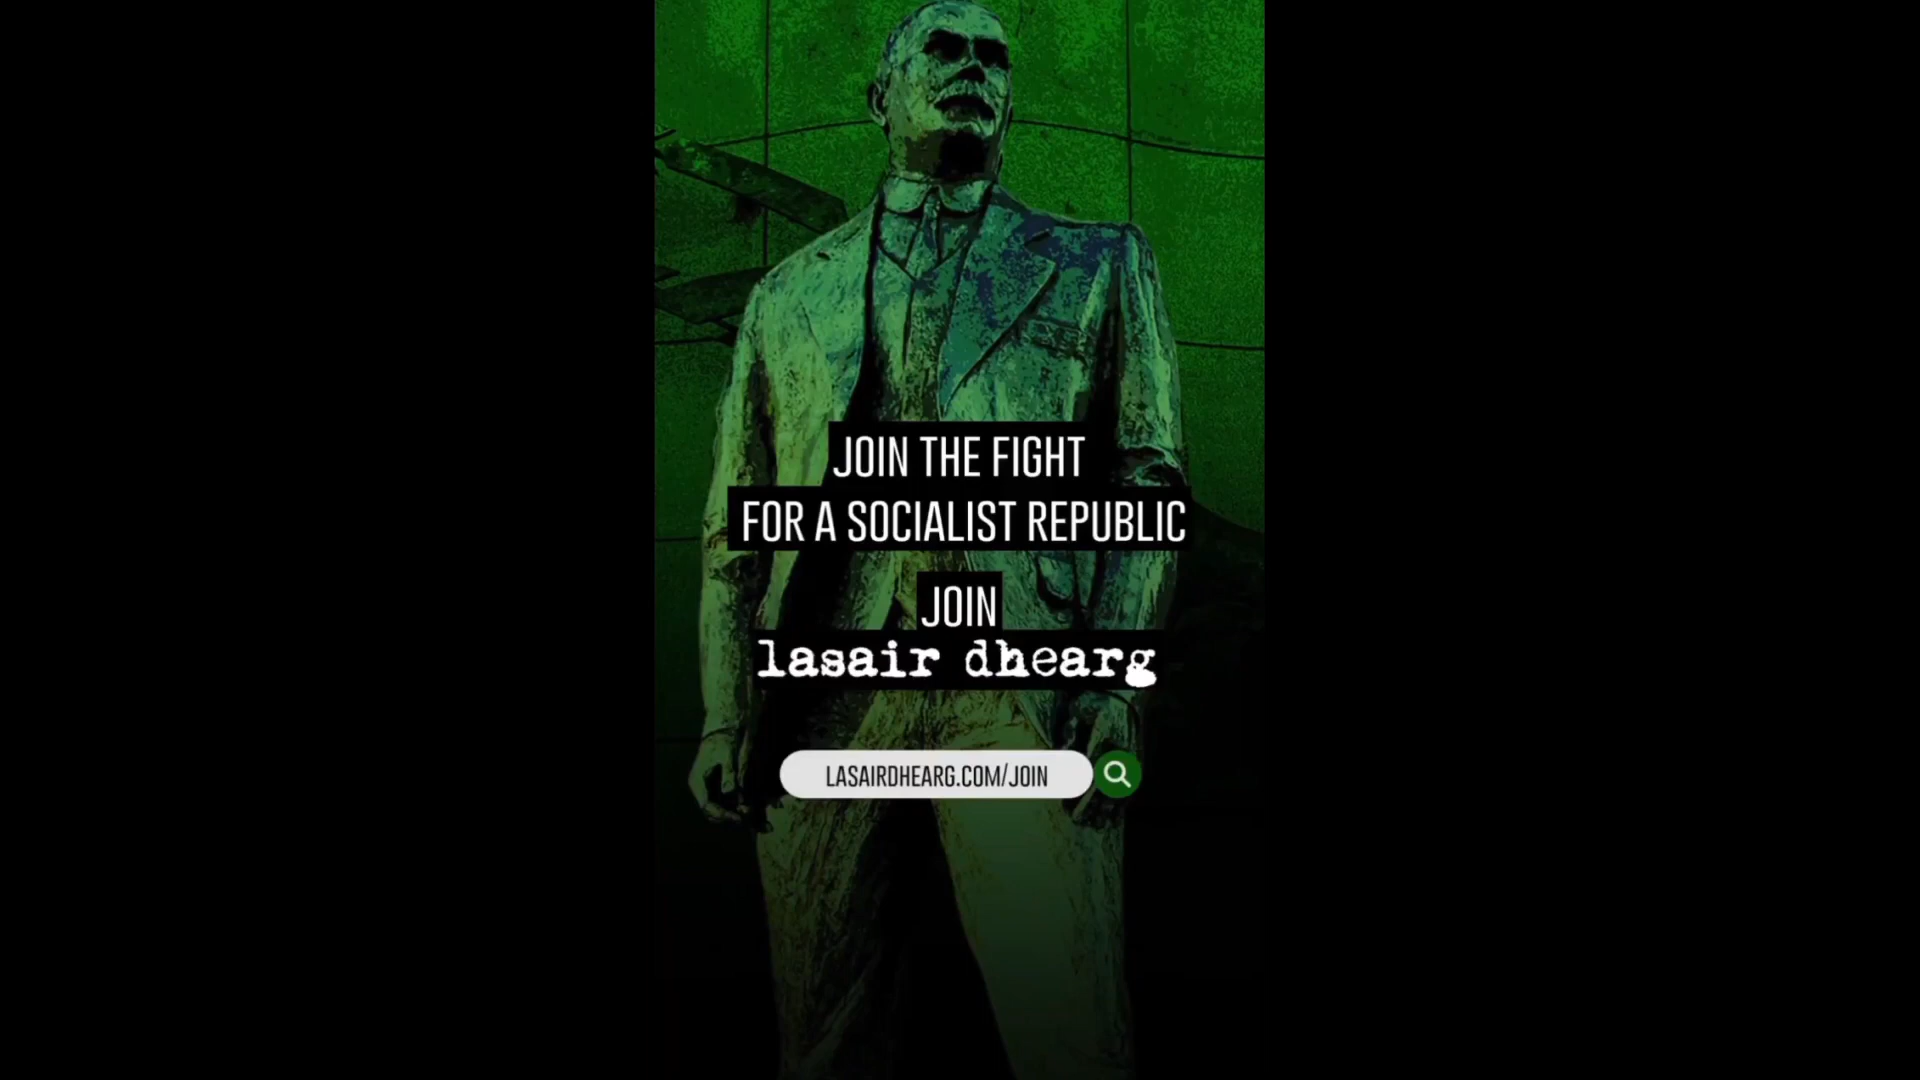 JOIN THE FIGHT
FOR A SOCIALIST REPUBLIC
JOIN
lasair dhearg
LASAIRDHEARG.COM/JOIN